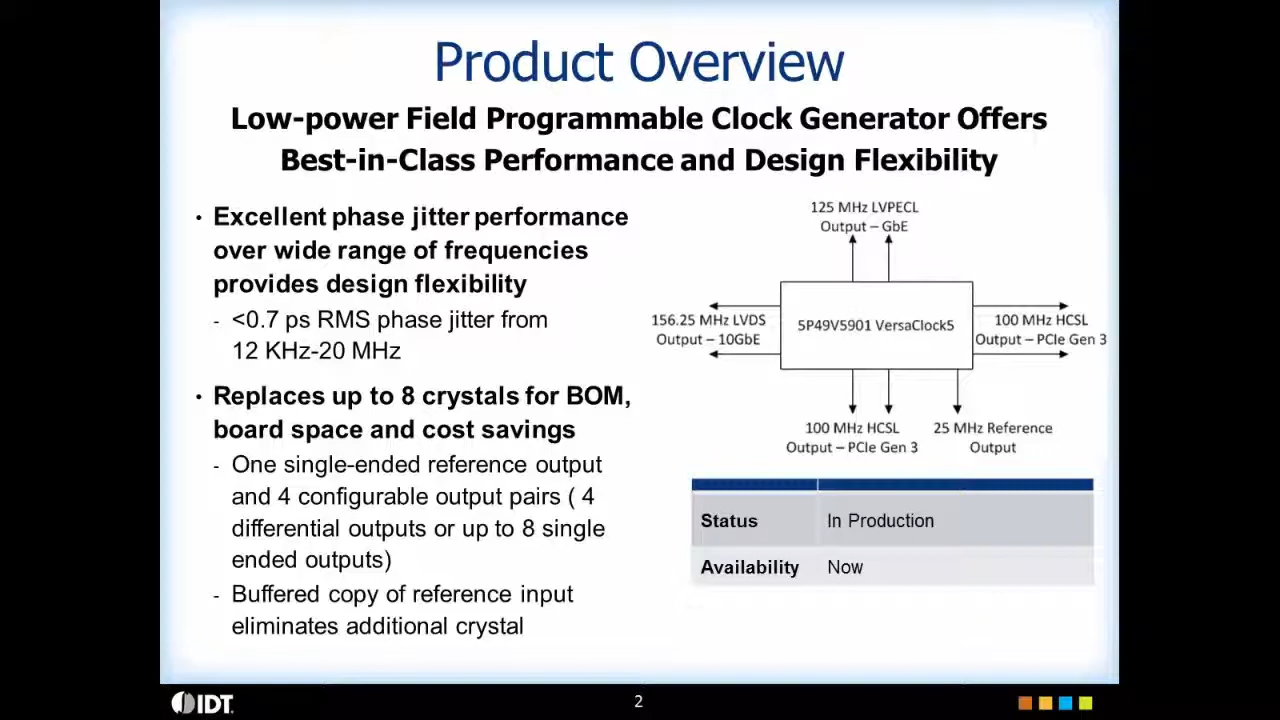 Product Overview
Low-power Field Programmable Clock Generator Offers
Best-in-Class Performance and Design Flexibility
• Excellent phase jitter performance
over wide range of frequencies
provides design flexibility
- <0.7 ps RMS phase jitter from
12 KHz-20 MHz
• Replaces up to 8 crystals for BOM,
board space and cost savings
- One single-ended reference output
and 4 configurable output pairs ( 4
differential outputs or up to 8 single
ended outputs)
- Buffered copy of reference input
eliminates additional crystal
125 MHz LVPECL
Output – GbE
156.25 MHz LVDS
Output – 10GbE
5P49V5901 VersaClock5
100 MHz HCSL
Output – PCIe Gen 3
100 MHz HCSL
Output – PCIe Gen 3
25 MHz Reference
Output
Status In Production
Availability Now
IDT.
2